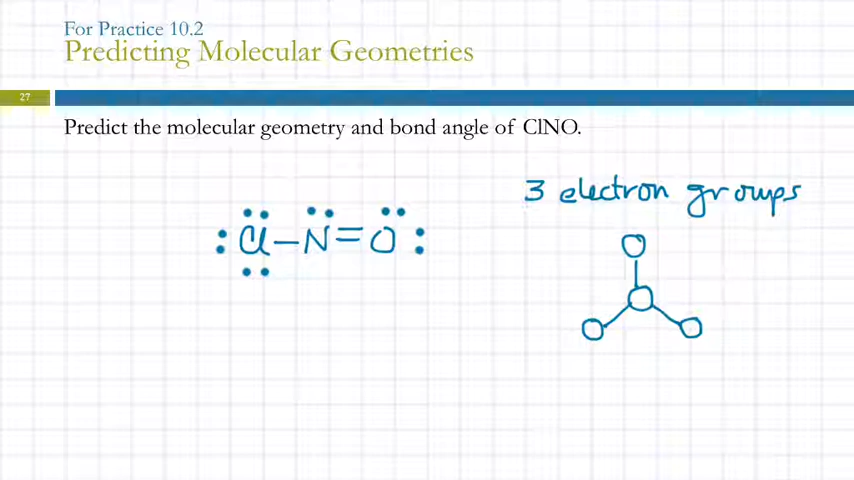 For Practice 10.2
Predicting Molecular Geometries
27
Predict the molecular geometry and bond angle of ClNO.
3 electron groups
Cl-N=O